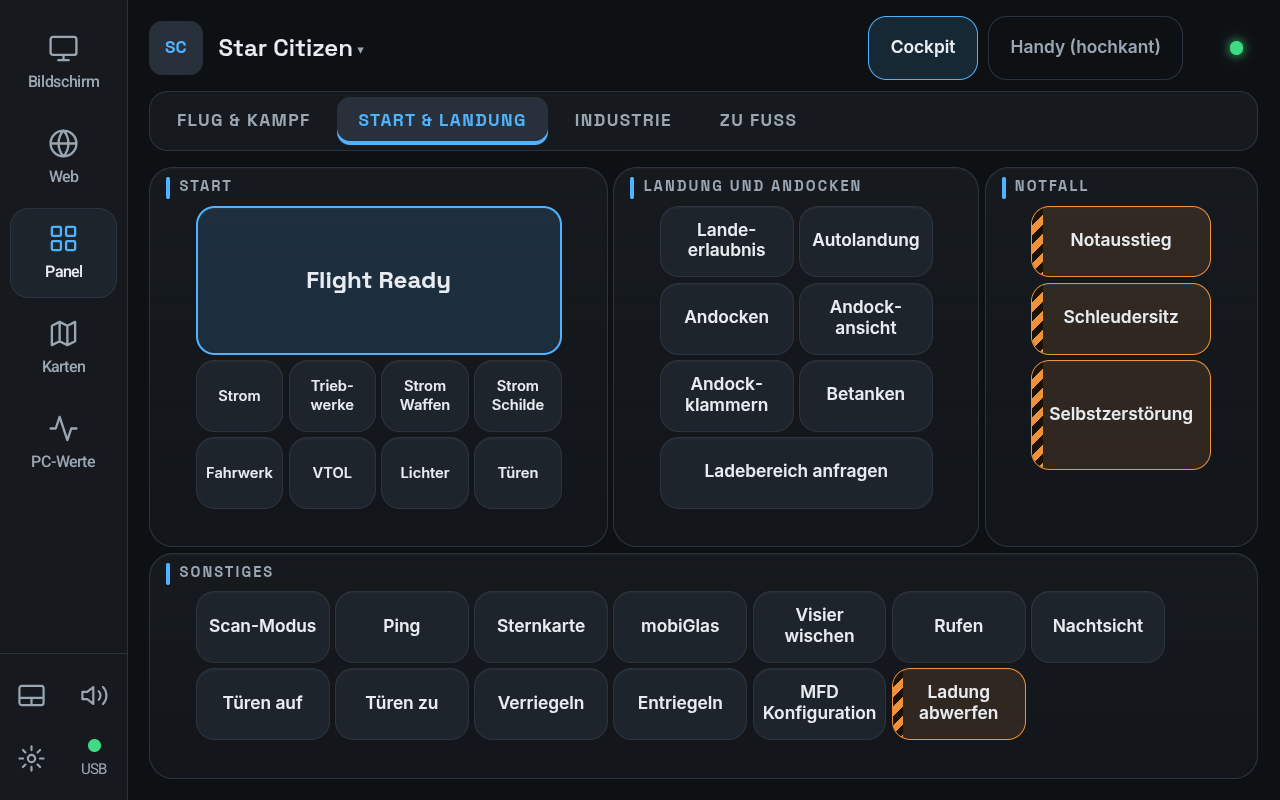 Bildschirm
Web
Panel
Karten
PC-Werte
USB
SC
Star Citizen ▾
Cockpit
Handy (hochkant)
FLUG & KAMPF
START & LANDUNG
INDUSTRIE
ZU FUSS
START
Flight Ready
Strom
Trieb-
werke
Strom
Waffen
Strom
Schilde
Fahrwerk
VTOL
Lichter
Türen
LANDUNG UND ANDOCKEN
Lande-
erlaubnis
Autolandung
Andocken
Andock-
ansicht
Andock-
klammern
Betanken
Ladebereich anfragen
NOTFALL
Notausstieg
Schleudersitz
Selbstzerstörung
SONSTIGES
Scan-Modus
Ping
Sternkarte
mobiGlas
Visier
wischen
Rufen
Nachtsicht
Türen auf
Türen zu
Verriegeln
Entriegeln
MFD
Konfiguration
Ladung
abwerfen